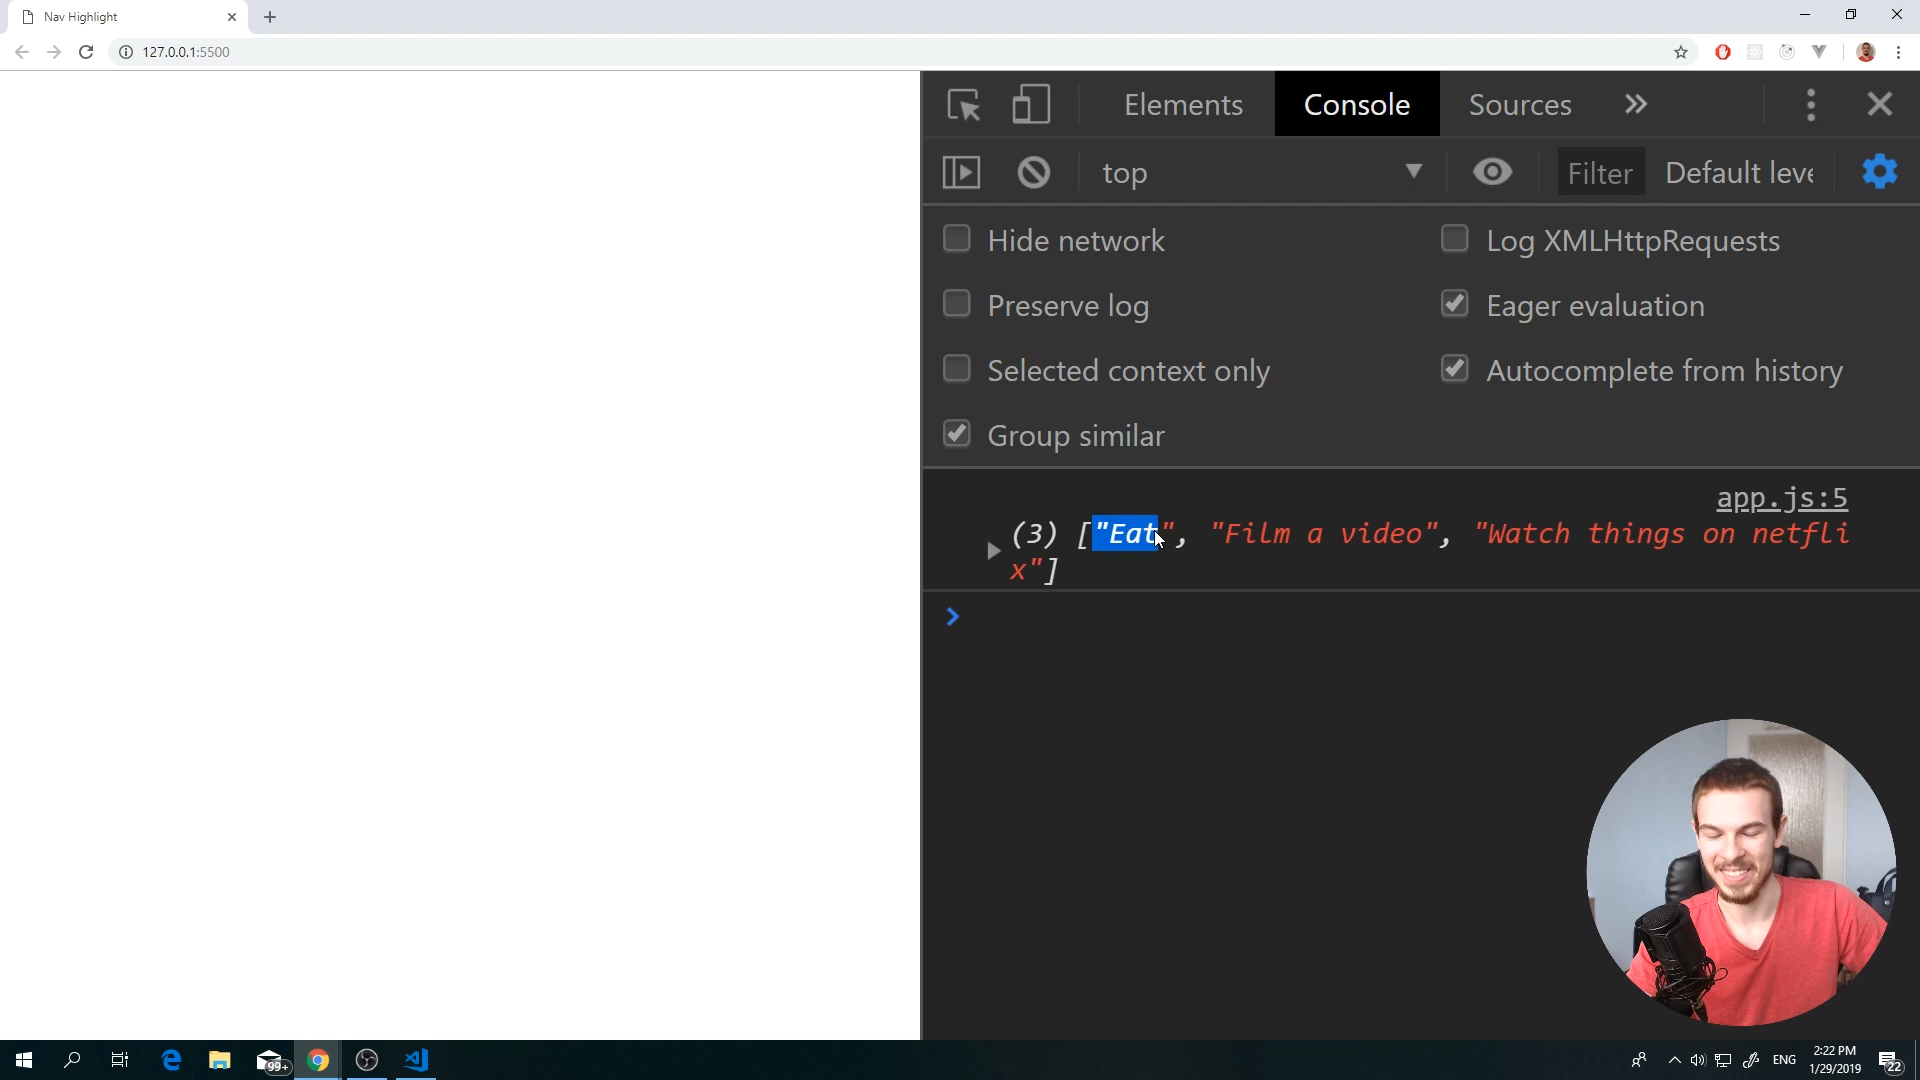 Nav Highlight
127.0.0.1:5500
Elements Console Sources
top Filter Default leve
Hide network Log XMLHttpRequests
Preserve log Eager evaluation
Selected context only Autocomplete from history
Group similar
app.js:5
(3) ["Eat", "Film a video", "Watch things on netfli
x"]
99+ ENG 2:22 PM
1/29/2019 22